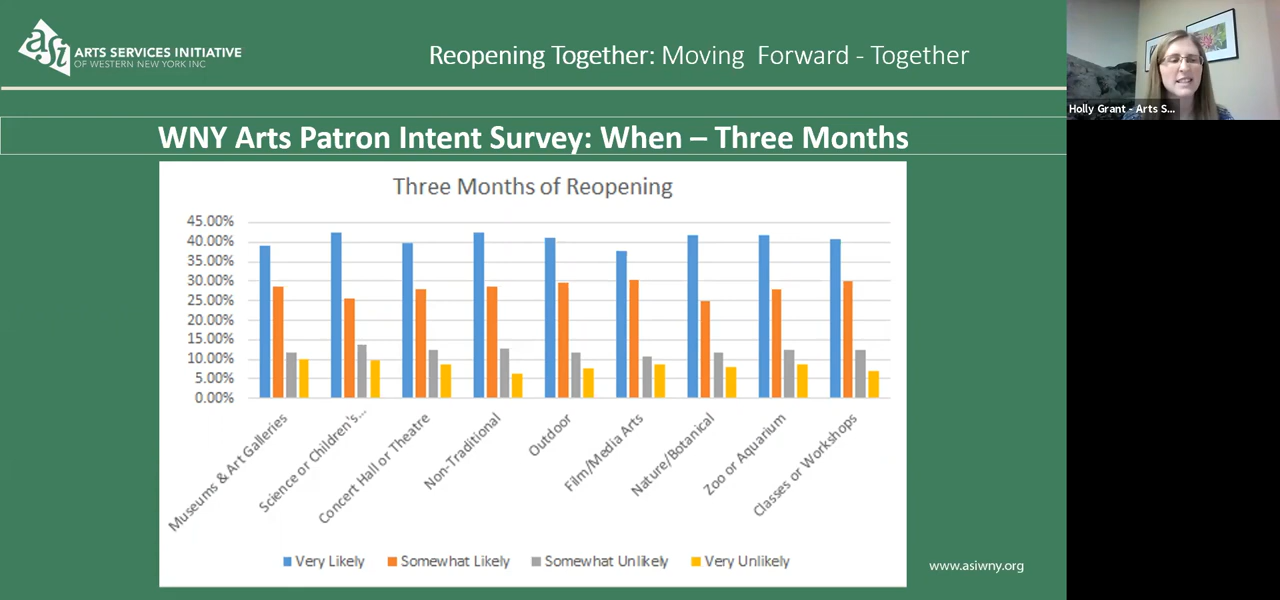 asi
ARTS SERVICES INITIATIVE
OF WESTERN NEW YORK INC
Reopening Together: Moving Forward - Together
Holly Grant - Arts S...
WNY Arts Patron Intent Survey: When – Three Months
Three Months of Reopening
45.00%
40.00%
35.00%
30.00%
25.00%
20.00%
15.00%
10.00%
5.00%
0.00%
Museums & Art Galleries
Science or Children's...
Concert Hall or Theatre
Non-Traditional
Outdoor
Film/Media Arts
Nature/Botanical
Zoo or Aquarium
Classes or Workshops
Very Likely Somewhat Likely Somewhat Unlikely Very Unlikely
www.asiwny.org